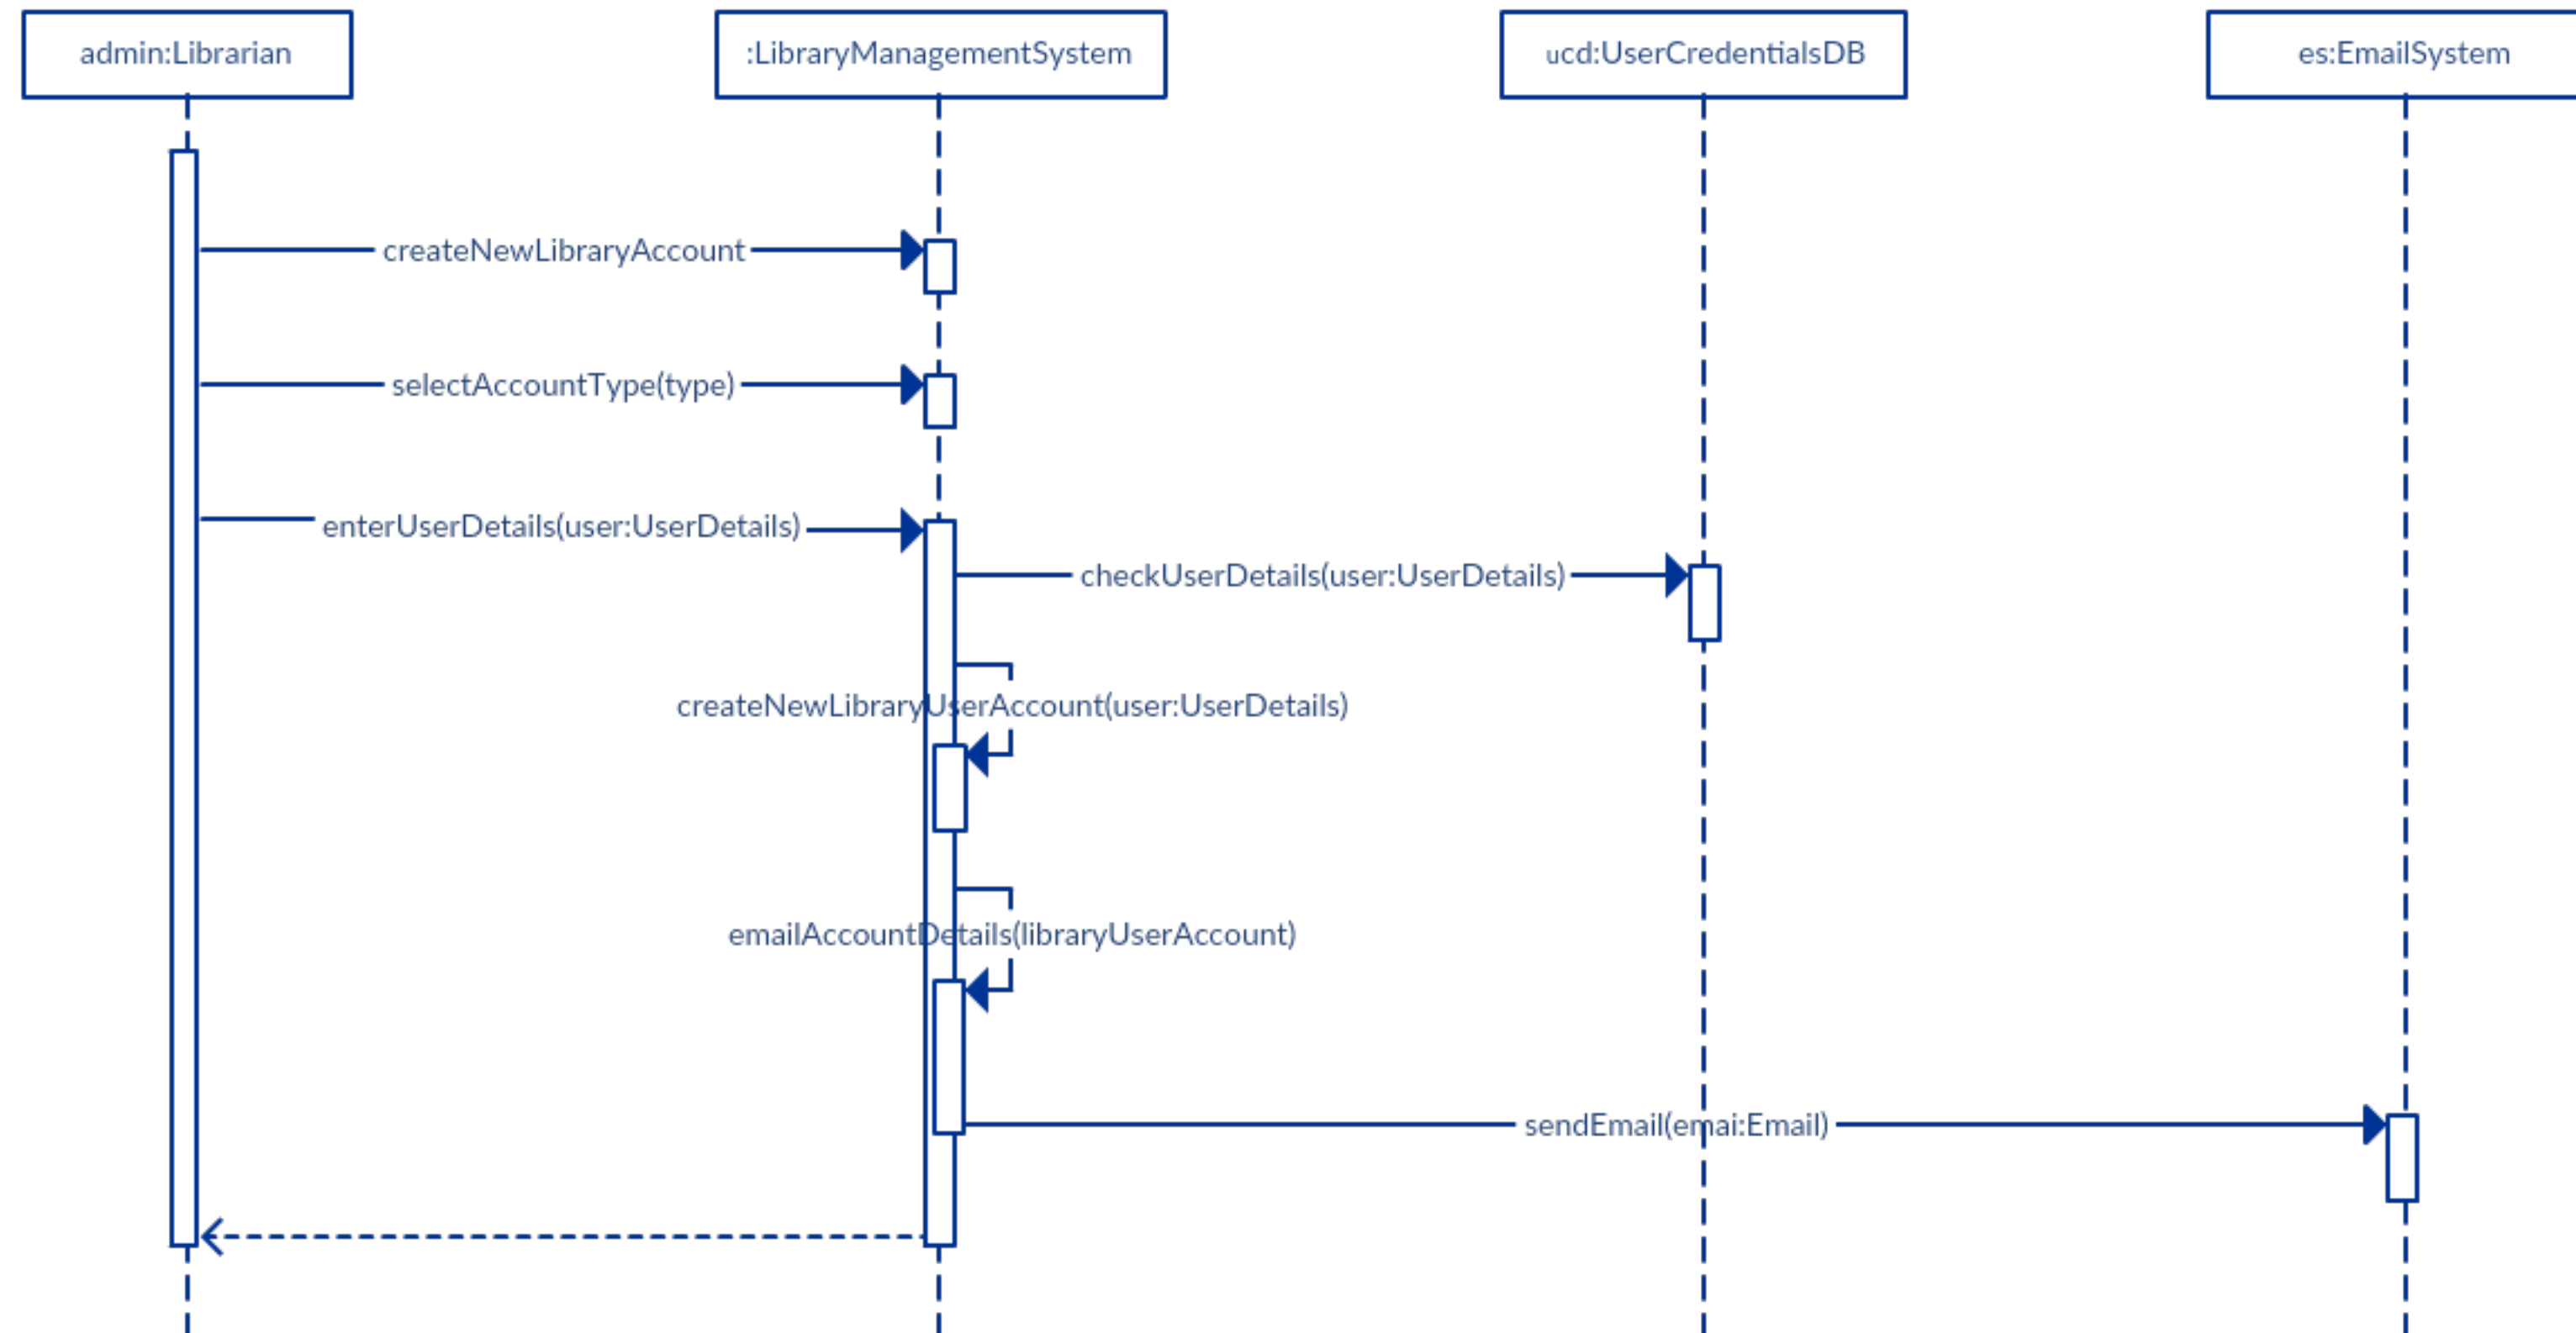 admin:Librarian
:LibraryManagementSystem
ucd:UserCredentialsDB
es:EmailSystem
createNewLibraryAccount
selectAccountType(type)
enterUserDetails(user:UserDetails)
checkUserDetails(user:UserDetails)
createNewLibraryUserAccount(user:UserDetails)
emailAccountDetails(libraryUserAccount)
sendEmail(emai:Email)